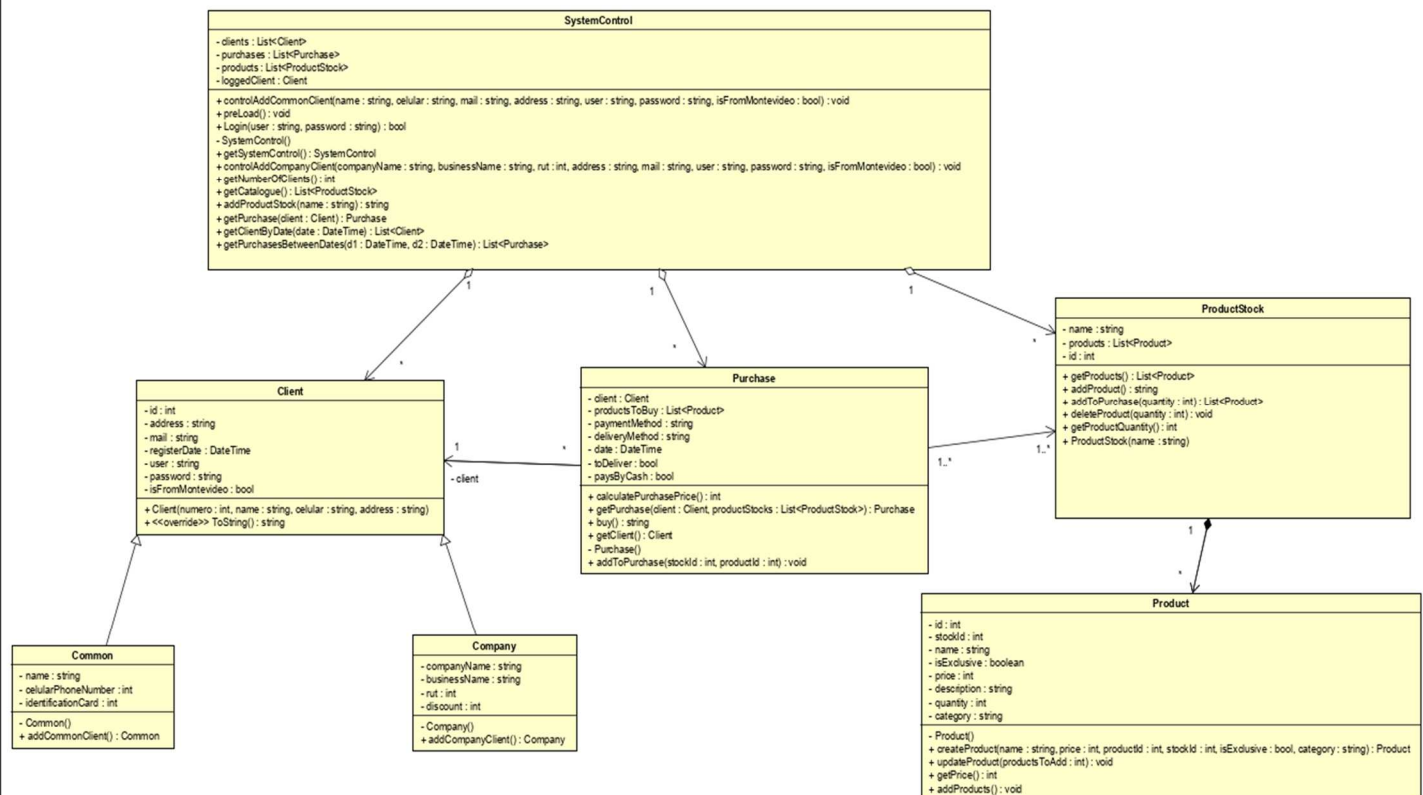 SystemControl
- clients : List<Client>
- purchases : List<Purchase>
- products : List<ProductStock>
- loggedClient : Client
+ controlAddCommonClient(name : string, celular : string, mail : string, address : string, user : string, password : string, isFromMontevideo : bool) : void
+ preLoad() : void
+ Login(user : string, password : string) : bool
- SystemControl()
+ getSystemControl() : SystemControl
+ controlAddCompanyClient(companyName : string, businessName : string, rut : int, address : string, mail : string, user : string, password : string, isFromMontevideo : bool) : void
+ getNumberOfClients() : int
+ getCatalogue() : List<ProductStock>
+ addProductStock(name : string) : string
+ getPurchase(client : Client) : Purchase
+ getClientByDate(date : DateTime) : List<Client>
+ getPurchasesBetweenDates(d1 : DateTime, d2 : DateTime) : List<Purchase>
1
1
1
*
*
*
ProductStock
- name : string
- products : List<Product>
- id : int
+ getProducts() : List<Product>
+ addProduct() : string
+ addToPurchase(quantity : int) : List<Product>
+ deleteProduct(quantity : int) : void
+ getProductQuantity() : int
+ ProductStock(name : string)
Client
- id : int
- address : string
- mail : string
- registerDate : DateTime
- user : string
- password : string
- isFromMontevideo : bool
+ Client(numero : int, name : string, celular : string, address : string)
+ <<override>> ToString() : string
1
*
- client
Purchase
- client : Client
- productsToBuy : List<Product>
- paymentMethod : string
- deliveryMethod : string
- date : DateTime
- toDeliver : bool
- paysByCash : bool
+ calculatePurchasePrice() : int
+ getPurchase(client : Client, productStocks : List<ProductStock>) : Purchase
+ buy() : string
+ getClient() : Client
- Purchase()
+ addToPurchase(stockId : int, productId : int) : void
1..*
1..*
1
*
Common
- name : string
- celularPhoneNumber : int
- identificationCard : int
- Common()
+ addCommonClient() : Common
Company
- companyName : string
- businessName : string
- rut : int
- discount : int
- Company()
+ addCompanyClient() : Company
Product
- id : int
- stockId : int
- name : string
- isExclusive : boolean
- price : int
- description : string
- quantity : int
- category : string
- Product()
+ createProduct(name : string, price : int, productId : int, stockId : int, isExclusive : bool, category : string) : Product
+ updateProduct(productsToAdd : int) : void
+ getPrice() : int
+ addProducts() : void